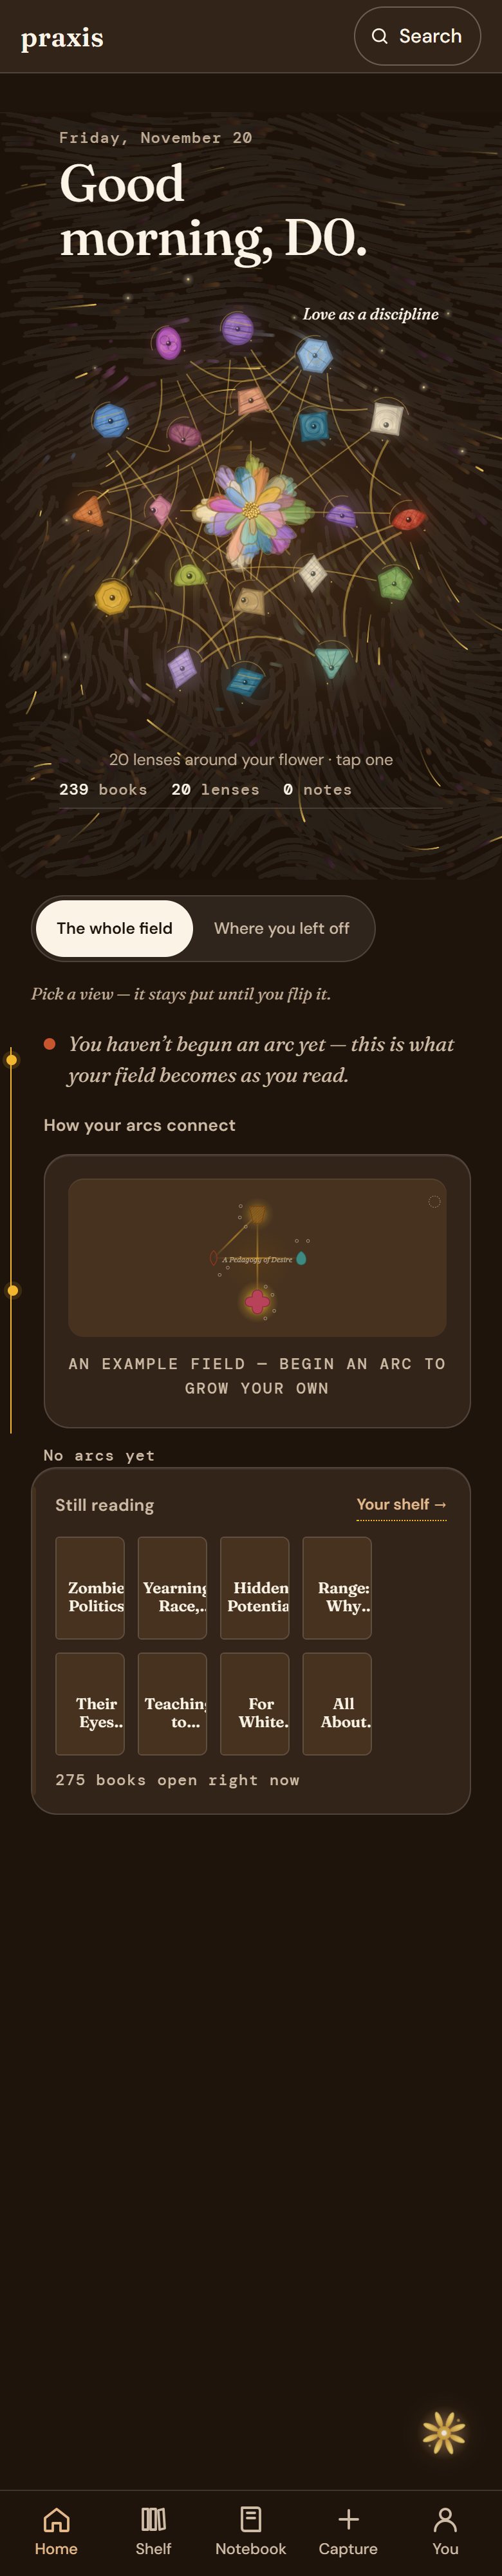 praxis
Search
Friday, November 20
Good
morning, D0.
Love as a discipline
20 lenses around your flower · tap one
239 books 20 lenses 0 notes
The whole field
Where you left off
Pick a view — it stays put until you flip it.
You haven’t begun an arc yet — this is what
your field becomes as you read.
How your arcs connect
A Pedagogy of Desire
AN EXAMPLE FIELD — BEGIN AN ARC TO
GROW YOUR OWN
No arcs yet
Still reading
Your shelf →
Zombie
Politics
Yearning
Race,..
Hidden
Potentia
Range:
Why..
Their
Eyes..
Teaching
to...
For
White.
All
About.
275 books open right now
Home
Shelf
Notebook
Capture
You